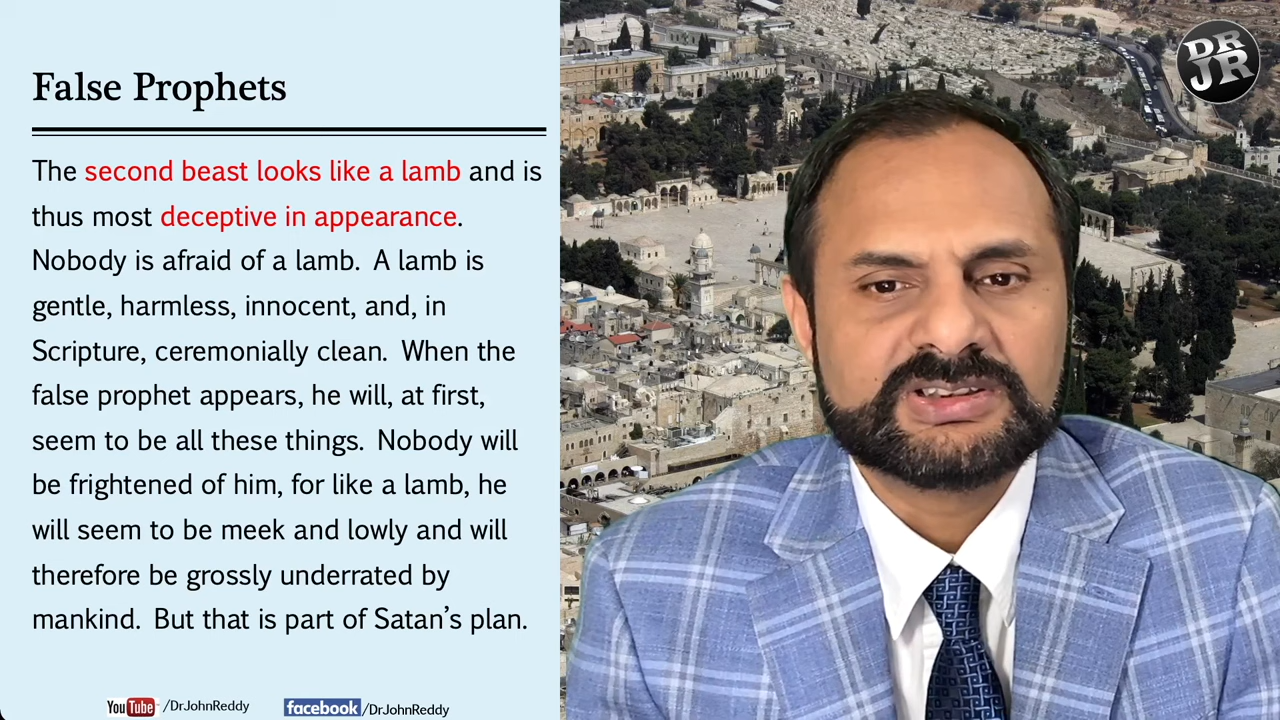 False Prophets
The second beast looks like a lamb and is
thus most deceptive in appearance.
Nobody is afraid of a lamb. A lamb is
gentle, harmless, innocent, and, in
Scripture, ceremonially clean. When the
false prophet appears, he will, at first,
seem to be all these things. Nobody will
be frightened of him, for like a lamb, he
will seem to be meek and lowly and will
therefore be grossly underrated by
mankind. But that is part of Satan’s plan.
YouTube /DrJohnReddy facebook /DrJohnReddy
DR
JR